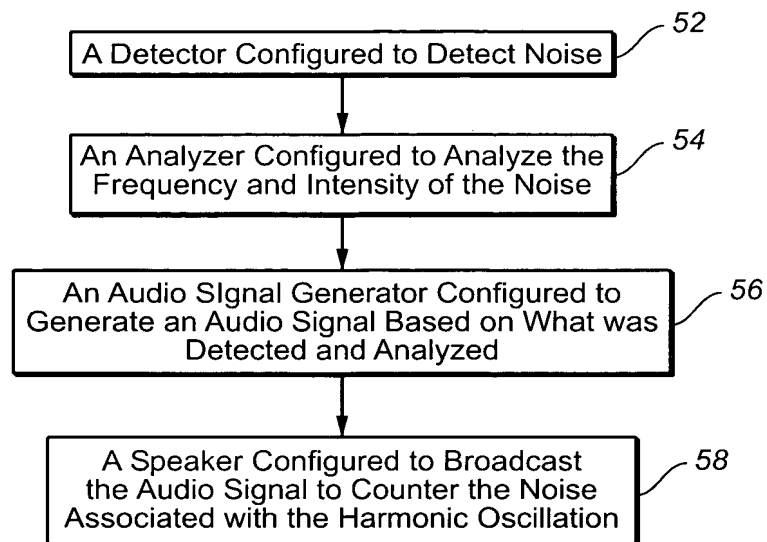 A Detector Configured to Detect Noise
52
An Analyzer Configured to Analyze the
Frequency and Intensity of the Noise
54
An Audio SIgnal Generator Configured to
Generate an Audio Signal Based on What was
Detected and Analyzed
56
A Speaker Configured to Broadcast
the Audio Signal to Counter the Noise
Associated with the Harmonic Oscillation
58